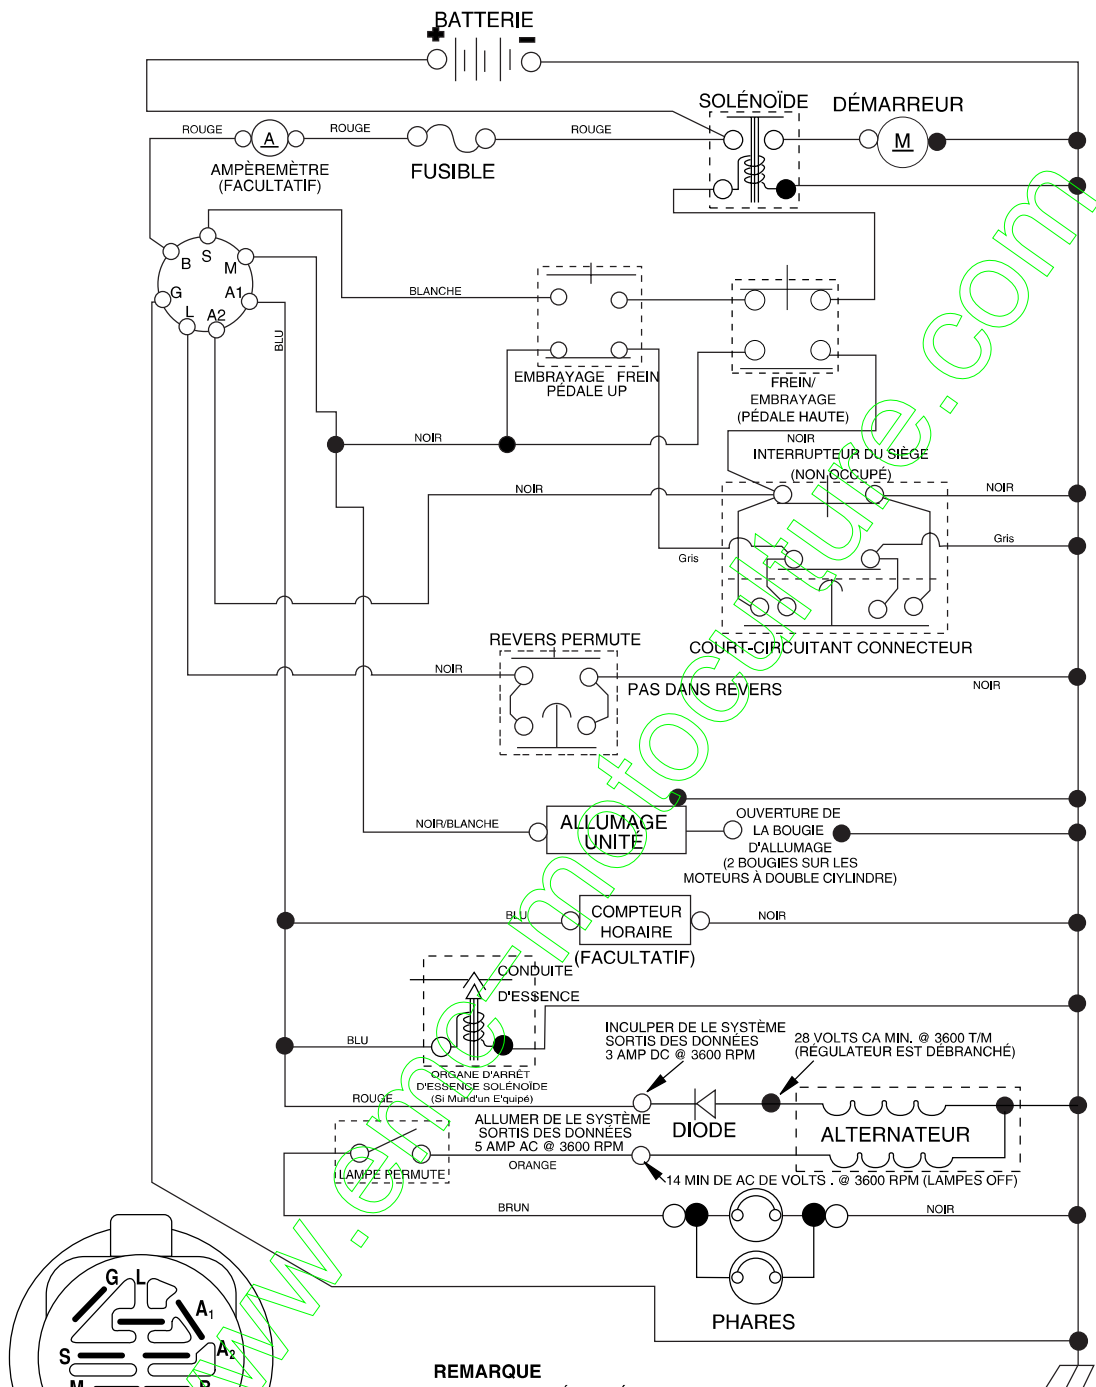 BATTERIE
+ -
SOLÉNOÏDE DÉMARREUR
ROUGE A ROUGE ROUGE M
AMPÈREMÈTRE
(FACULTATIF)
FUSIBLE
B S M
G A1
L A2
BLANCHE
BLU
EMBRAYAGE FREIN
PÉDALE UP
FREIN/
EMBRAYAGE
(PÉDALE HAUTE)
NOIR
NOIR
INTERRUPTEUR DU SIÈGE
(NON OCCUPÉ)
NOIR
NOIR
Gris
Gris
COURT-CIRCUITANT CONNECTEUR
REVERS PERMUTE
NOIR
PAS DANS REVERS
NOIR
NOIR/BLANCHE
ALLUMAGE
UNITÉ
OUVERTURE DE
LA BOUGIE
D'ALLUMAGE
(2 BOUGIES SUR LES
MOTEURS À DOUBLE CIYLINDRE)
BLU
COMPTEUR
HORAIRE
NOIR
(FACULTATIF)
CONDUITE
D'ESSENCE
BLU
ORGANE D'ARRÊT
D'ESSENCE SOLÉNOÏDE
(Si Mund'un E'quipé)
INCULPER DE LE SYSTÈME
SORTIS DES DONNÉES
3 AMP DC @ 3600 RPM
28 VOLTS CA MIN. @ 3600 T/M
(RÉGULATEUR EST DÉBRANCHÉ)
ROUGE
DIODE
ALTERNATEUR
ALLUMER DE LE SYSTÈME
SORTIS DES DONNÉES
5 AMP AC @ 3600 RPM
ORANGE
LAMPE PERMUTE
14 MIN DE AC DE VOLTS . @ 3600 RPM (LAMPES OFF)
BRUN
NOIR
PHARES
G L
A1
A2
S
M B
REMARQUE
www.emc-motoculture.com